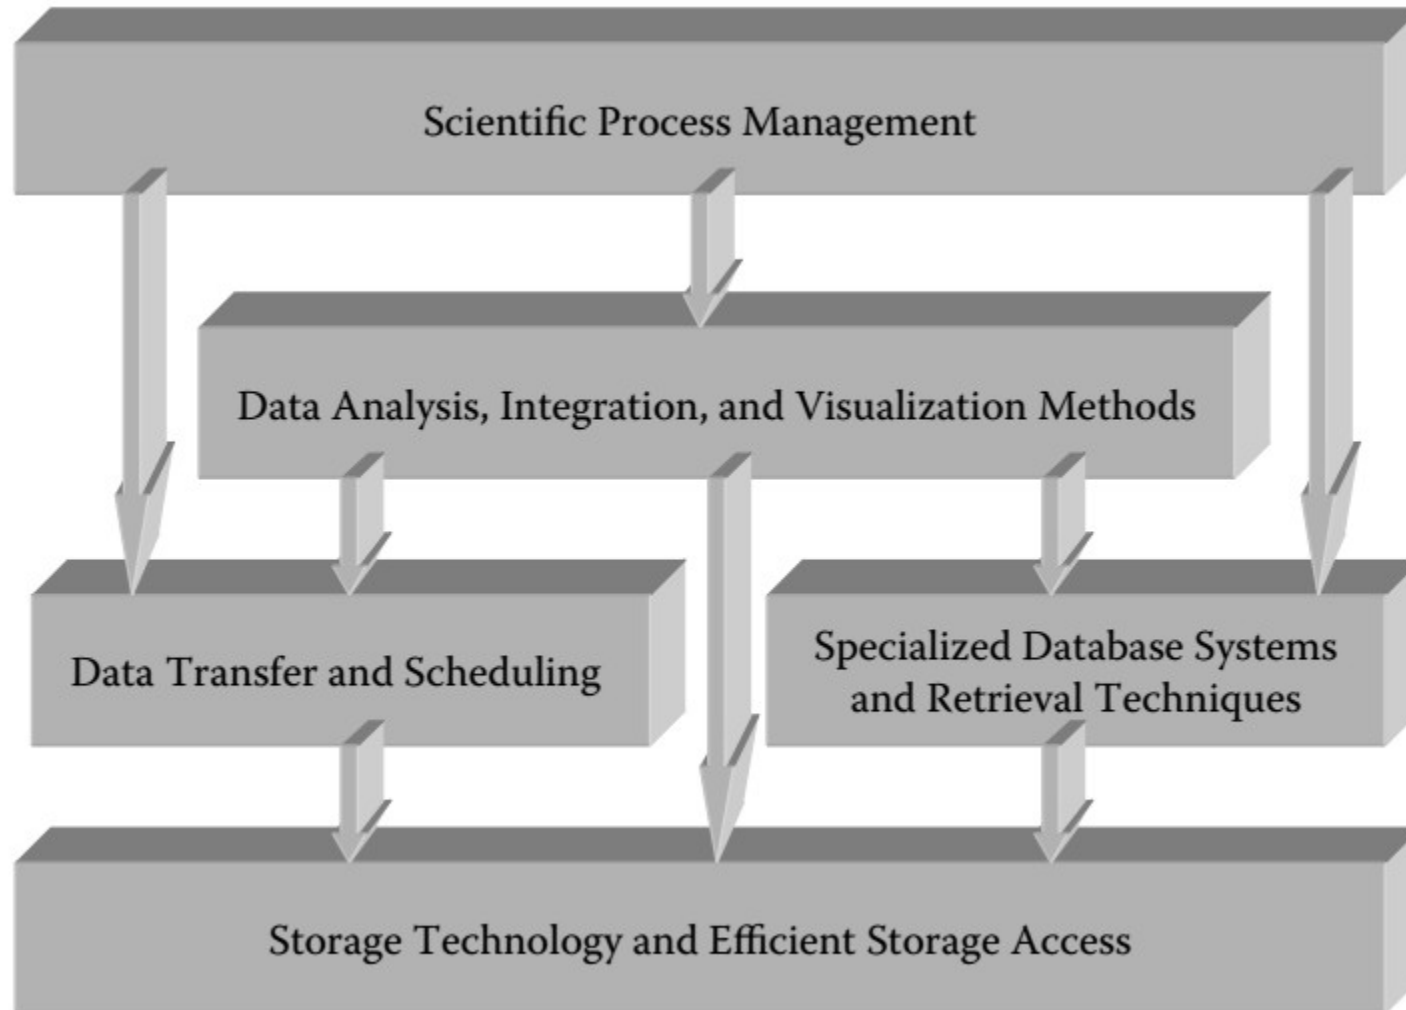 Scientific Process Management
Data Analysis, Integration, and Visualization Methods
Data Transfer and Scheduling
Specialized Database Systems
and Retrieval Techniques
Storage Technology and Efficient Storage Access